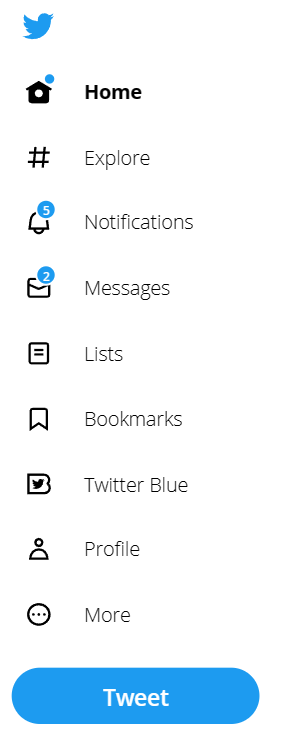 Home
Explore
5
Notifications
2
Messages
Lists
Bookmarks
Twitter Blue
Profile
More
Tweet